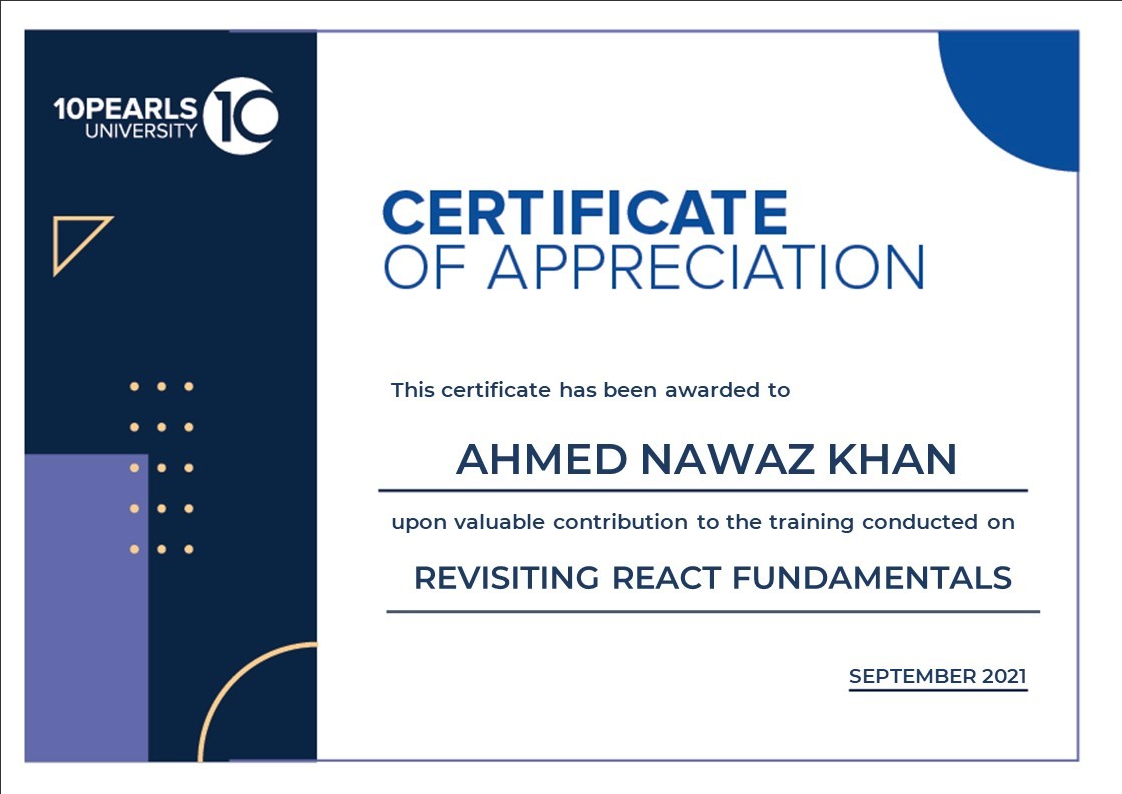 10PEARLS
UNIVERSITY
10
CERTIFICATE
OF APPRECIATION
This certificate has been awarded to
AHMED NAWAZ KHAN
upon valuable contribution to the training conducted on
REVISITING REACT FUNDAMENTALS
SEPTEMBER 2021